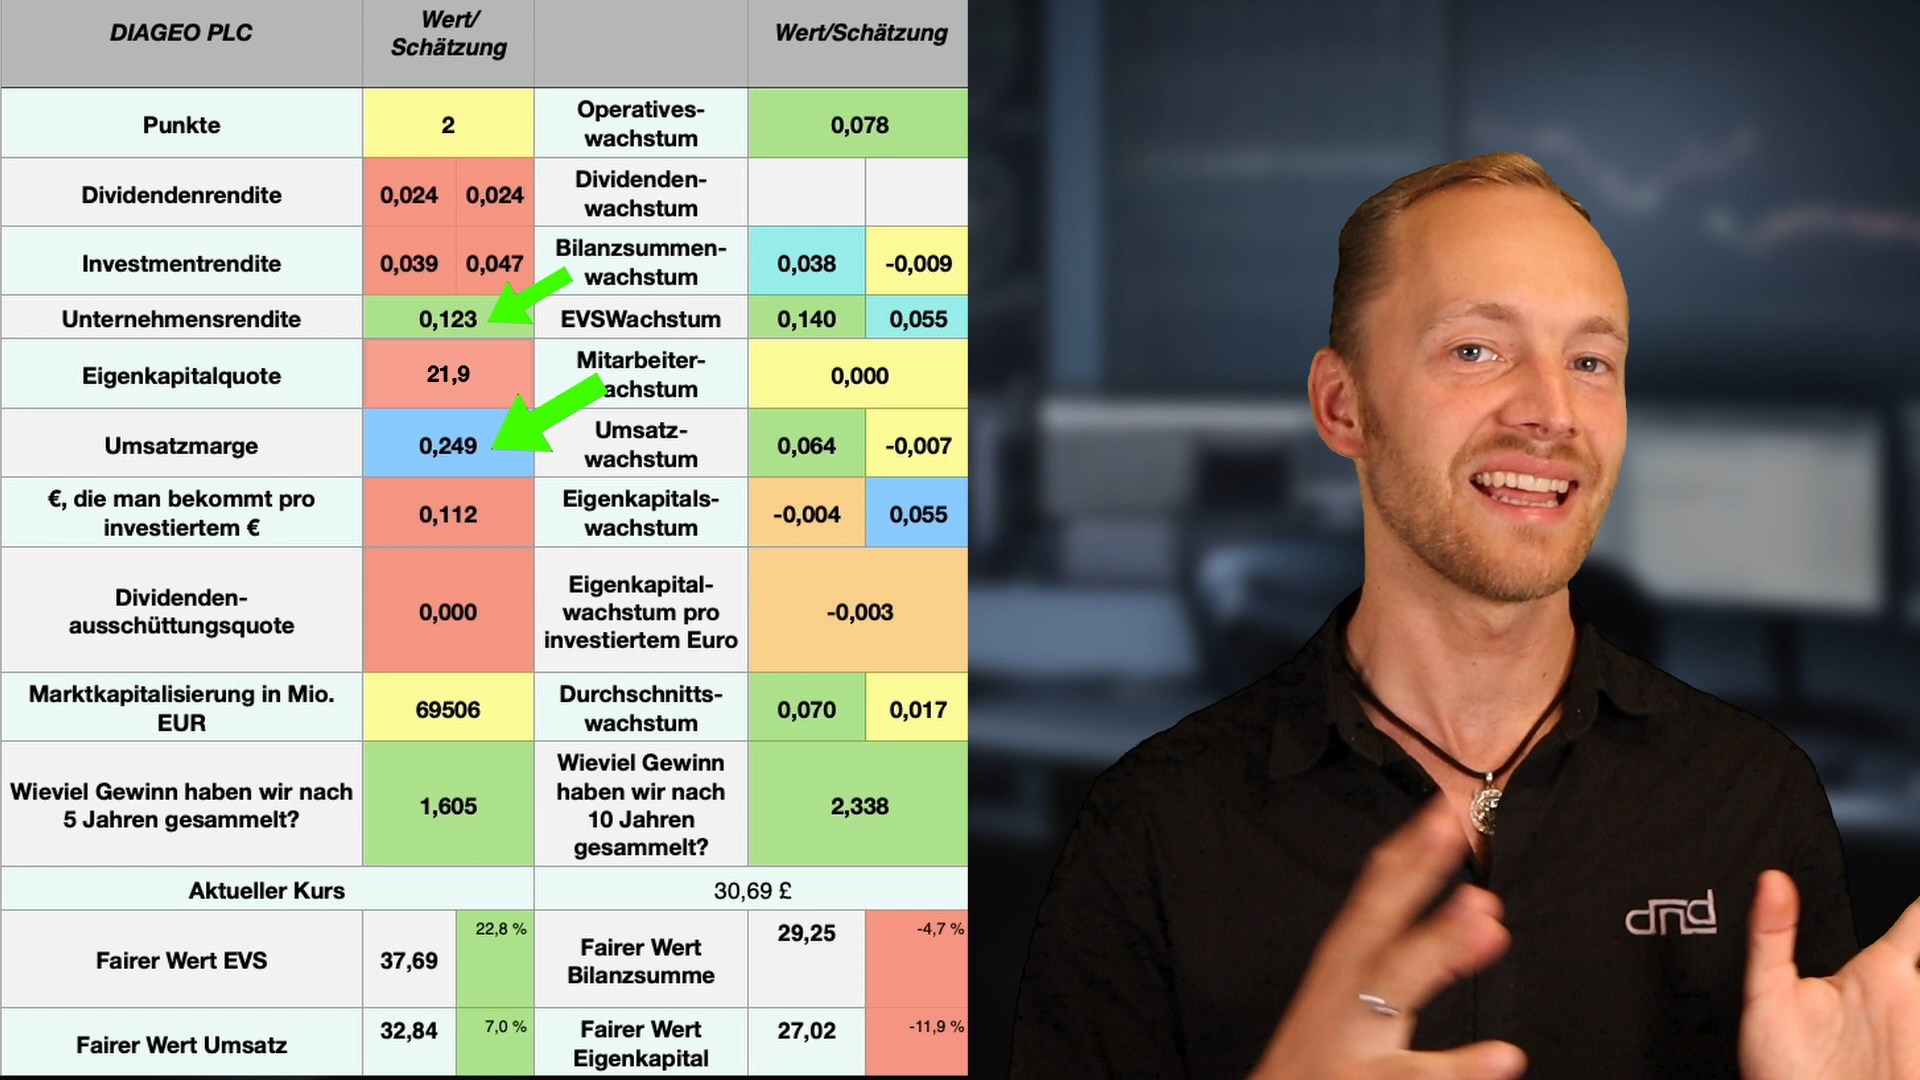 DIAGEO PLC
Wert/
Schätzung
Wert/Schätzung
Punkte
2
Operatives-
wachstum
0,078
Dividendenrendite
0,024
0,024
Dividenden-
wachstum
Investmentrendite
0,039
0,047
Bilanzsummen-
wachstum
0,038
-0,009
Unternehmensrendite
0,123
EVSWachstum
0,140
0,055
Eigenkapitalquote
21,9
Mitarbeiter-
achstum
0,000
Umsatzmarge
0,249
Umsatz-
wachstum
0,064
-0,007
€, die man bekommt pro
investiertem €
0,112
Eigenkapitals-
wachstum
-0,004
0,055
Dividenden-
ausschüttungsquote
0,000
Eigenkapital-
wachstum pro
investiertem Euro
-0,003
Marktkapitalisierung in Mio.
EUR
69506
Durchschnitts-
wachstum
0,070
0,017
Wieviel Gewinn haben wir nach
5 Jahren gesammelt?
1,605
Wieviel Gewinn
haben wir nach
10 Jahren
gesammelt?
2,338
Aktueller Kurs
30,69 £
Fairer Wert EVS
37,69
22,8 %
Fairer Wert
Bilanzsumme
29,25
-4,7 %
Fairer Wert Umsatz
32,84
7,0 %
Fairer Wert
Eigenkapital
27,02
-11,9 %
dnd